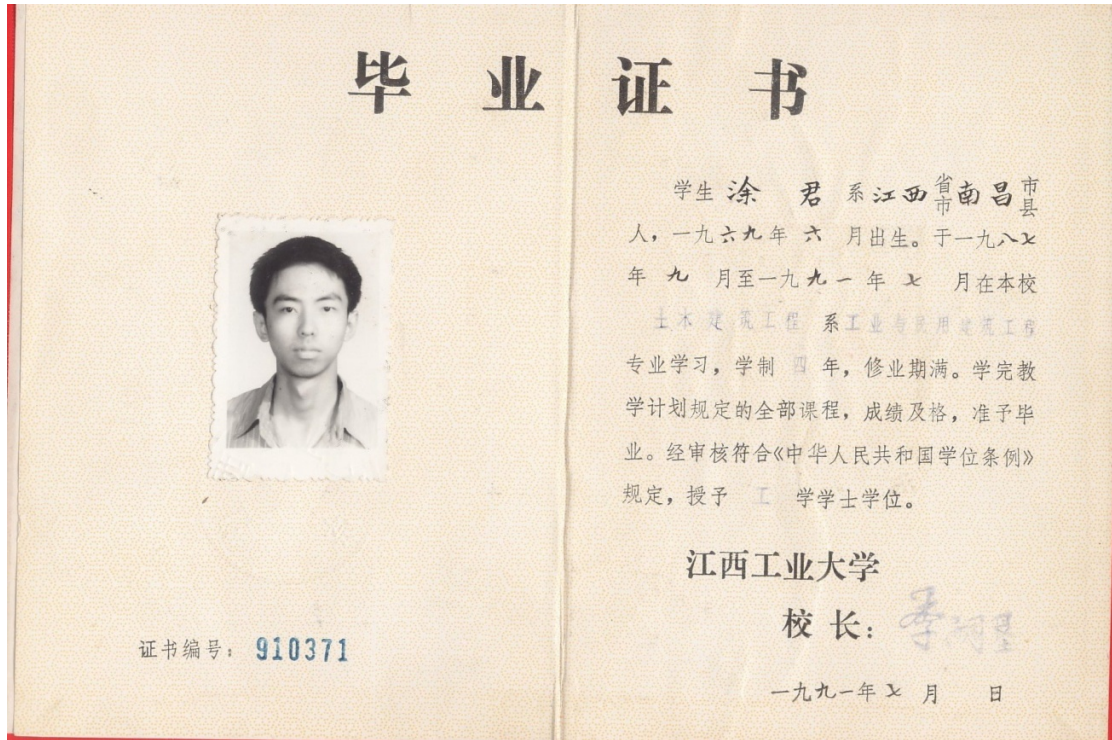 毕业证书
学生 涂 君 系江西省市南昌市县
人，一九六九年 六 月出生。于一九八七
年 九 月至一九九一年 七 月在本校
土木建筑工程 系工业与民用建筑工程
专业学习，学制 四 年，修业期满。学完教
学计划规定的全部课程，成绩及格，准予毕
业。经审核符合《中华人民共和国学位条例》
规定，授予 工 学学士学位。
江西工业大学
校长：
证书编号：910371
一九九一年七月 日